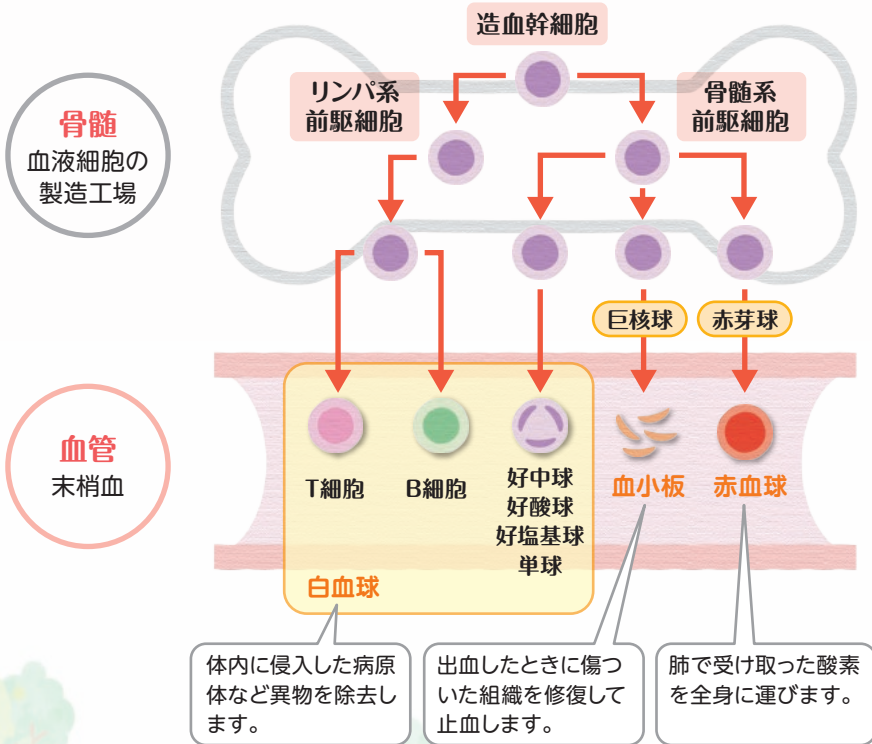 造血幹細胞
リンパ系
前駆細胞
骨髄系
前駆細胞
骨髄
血液細胞の
製造工場
巨核球
赤芽球
血管
末梢血
T細胞
B細胞
好中球
好酸球
好塩基球
単球
血小板
赤血球
白血球
体内に侵入した病原
体など異物を除去し
ます。
出血したときに傷つ
いた組織を修復して
止血します。
肺で受け取った酸素
を全身に運びます。